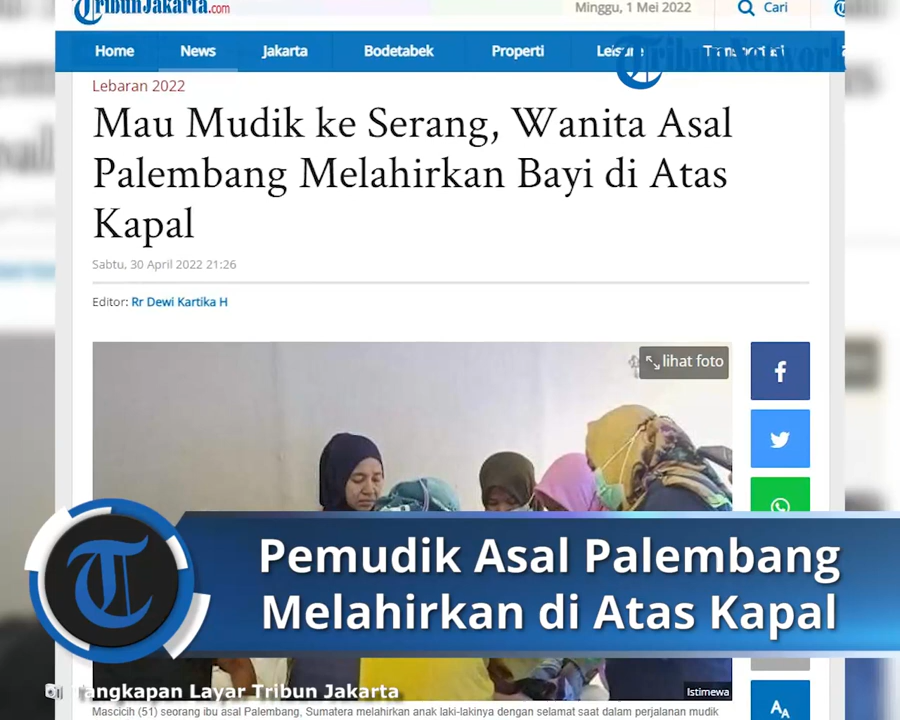 TribunJakarta.com
Minggu, 1 Mei 2022
Cari
Home News Jakarta Bodetabek Properti Leisure Transportasi
TribunNetwork
Lebaran 2022
Mau Mudik ke Serang, Wanita Asal
Palembang Melahirkan Bayi di Atas
Kapal
Sabtu, 30 April 2022 21:26
Editor: Rr Dewi Kartika H
lihat foto
Pemudik Asal Palembang
Melahirkan di Atas Kapal
Tangkapan Layar Tribun Jakarta
Istimewa
Mascicih (51) seorang ibu asal Palembang, Sumatera melahirkan anak laki-lakinya dengan selamat saat dalam perjalanan mudik